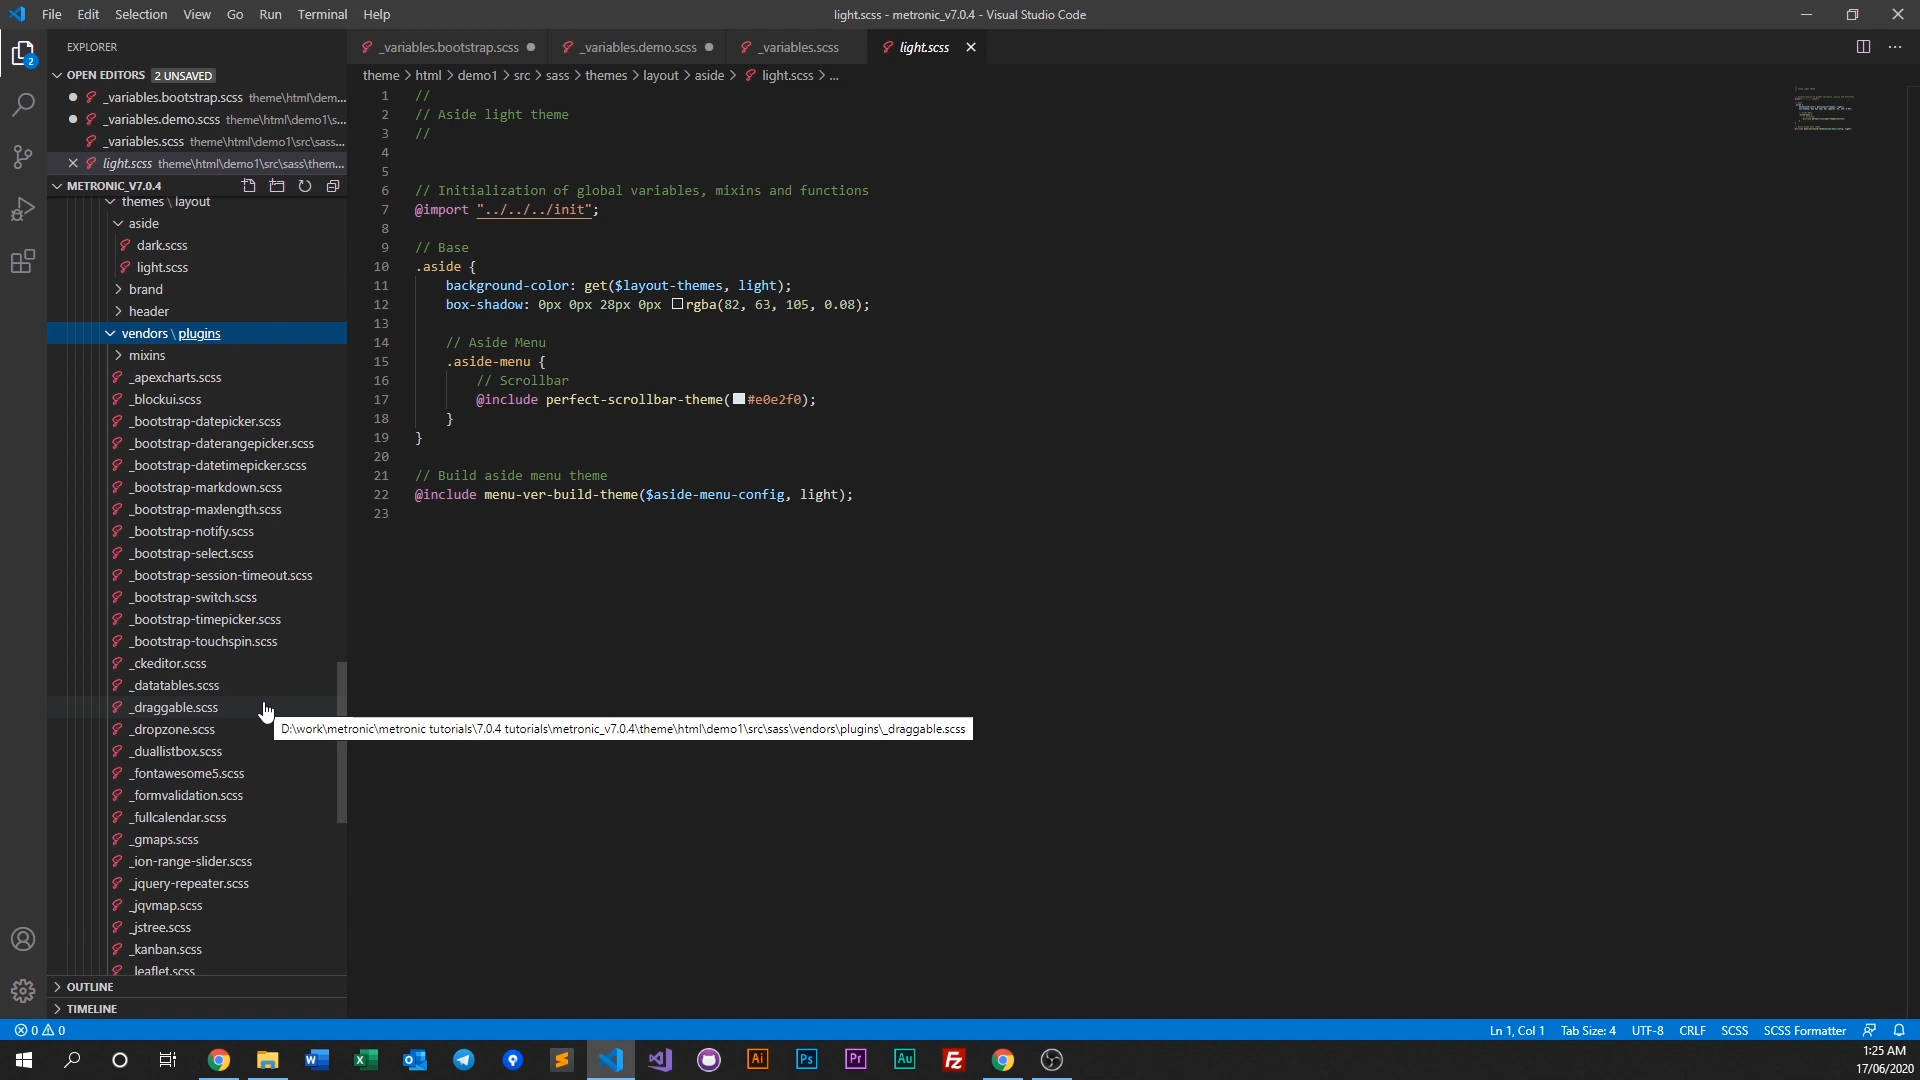 File Edit Selection View Go Run Terminal Help
light.scss - metronic_v7.0.4 - Visual Studio Code
EXPLORER
OPEN EDITORS 2 UNSAVED
_variables.bootstrap.scss theme\html\dem...
_variables.demo.scss theme\html\demo1\s...
_variables.scss theme\html\demo1\src\sass...
light.scss theme\html\demo1\src\sass\them...
METRONIC_V7.0.4
themes \ layout
aside
dark.scss
light.scss
brand
header
vendors \ plugins
mixins
_apexcharts.scss
_blockui.scss
_bootstrap-datepicker.scss
_bootstrap-daterangepicker.scss
_bootstrap-datetimepicker.scss
_bootstrap-markdown.scss
_bootstrap-maxlength.scss
_bootstrap-notify.scss
_bootstrap-select.scss
_bootstrap-session-timeout.scss
_bootstrap-switch.scss
_bootstrap-timepicker.scss
_bootstrap-touchspin.scss
_ckeditor.scss
_datatables.scss
_draggable.scss
_dropzone.scss
_duallistbox.scss
_fontawesome5.scss
_formvalidation.scss
_fullcalendar.scss
_gmaps.scss
_ion-range-slider.scss
_jquery-repeater.scss
_jqvmap.scss
_jstree.scss
_kanban.scss
_leaflet.scss
OUTLINE
TIMELINE
_variables.bootstrap.scss _variables.demo.scss _variables.scss light.scss
theme > html > demo1 > src > sass > themes > layout > aside > light.scss > ...
1 //
2 // Aside light theme
3 //
4
5
6 // Initialization of global variables, mixins and functions
7 @import "../../../init";
8
9 // Base
10 .aside {
11 background-color: get($layout-themes, light);
12 box-shadow: 0px 0px 28px 0px rgba(82, 63, 105, 0.08);
13
14 // Aside Menu
15 .aside-menu {
16 // Scrollbar
17 @include perfect-scrollbar-theme(#e0e2f0);
18 }
19 }
20
21 // Build aside menu theme
22 @include menu-ver-build-theme($aside-menu-config, light);
23
D:\work\metronic\metronic tutorials\7.0.4 tutorials\metronic_v7.0.4\theme\html\demo1\src\sass\vendors\plugins\_draggable.scss
2
0 0
Ln 1, Col 1 Tab Size: 4 UTF-8 CRLF SCSS SCSS Formatter
Ai Ps Pr Au Fz
1:25 AM
17/06/2020